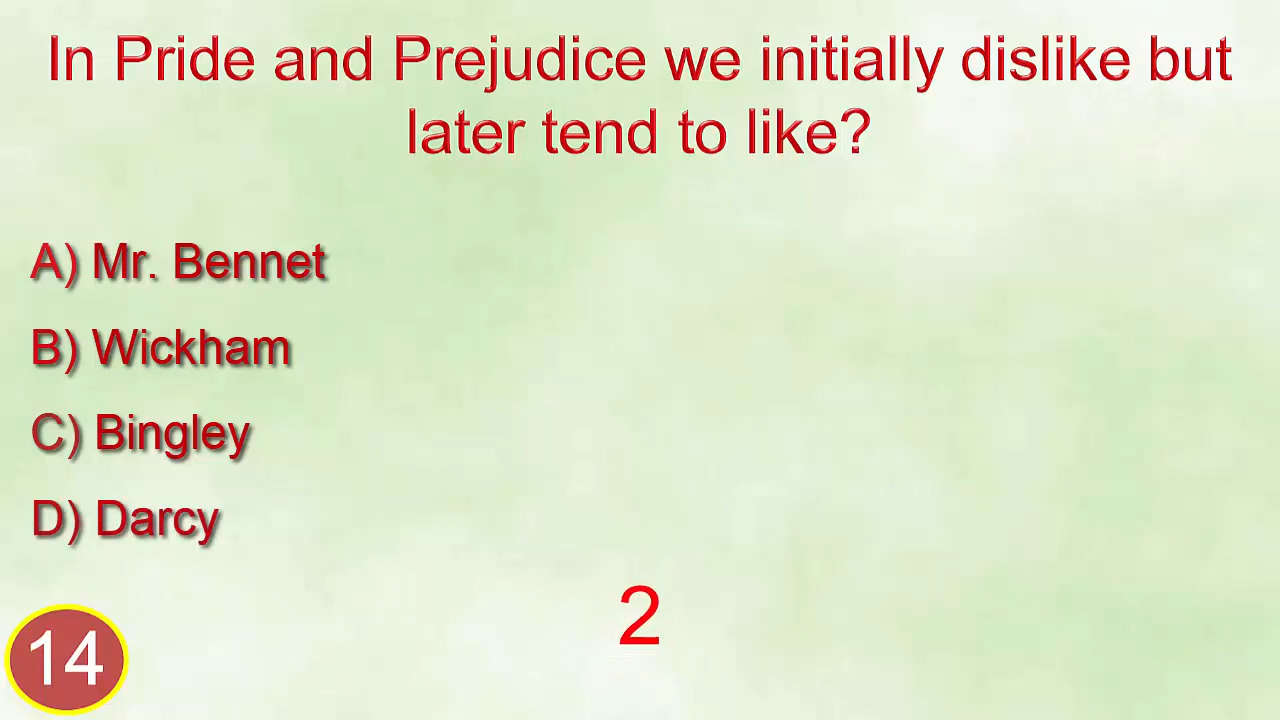 In Pride and Prejudice we initially dislike but
later tend to like?
A) Mr. Bennet
B) Wickham
C) Bingley
D) Darcy
2
14